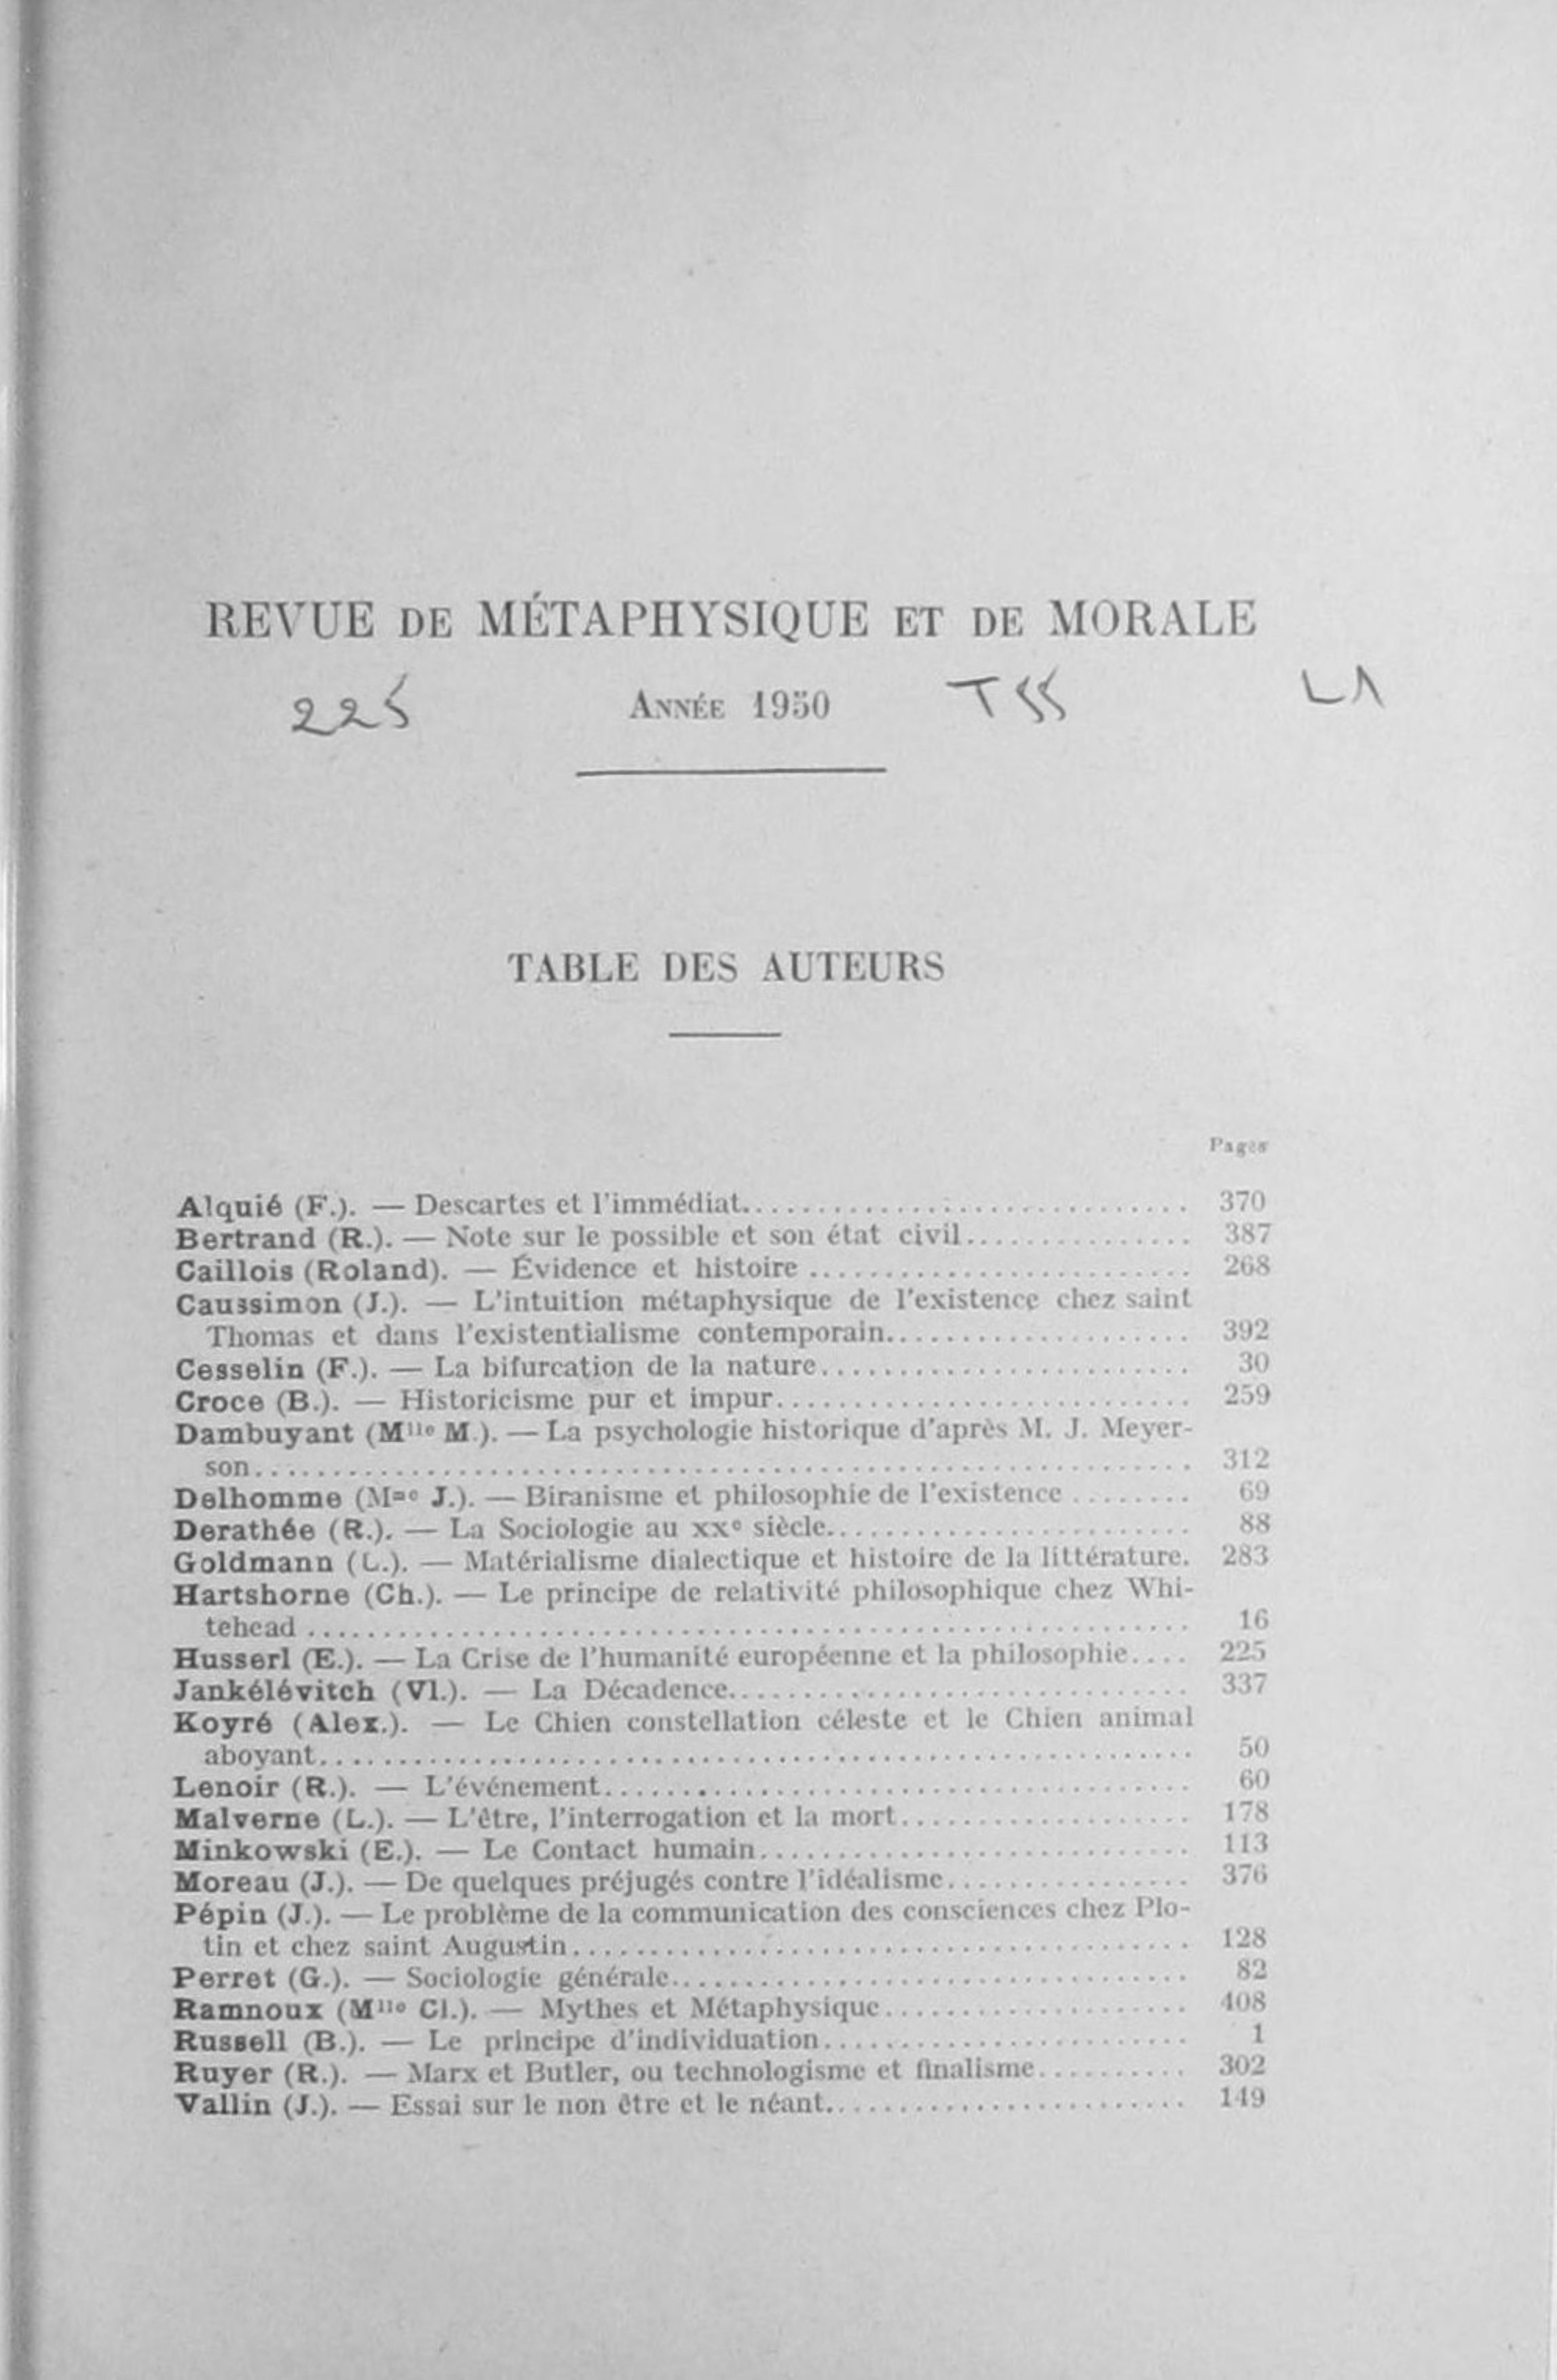 REVUE DE MÉTAPHYSIQUE ET DE MORALE
225 ANNÉE 1950 T55 L1
TABLE DES AUTEURS
Pages
Alquié (F.). — Descartes et l'immédiat.............................. 370
Bertrand (R.). — Note sur le possible et son état civil............... 387
Caillois (Roland). — Évidence et histoire .......................... 268
Caussimon (J.). — L'intuition métaphysique de l'existence chez saint
Thomas et dans l'existentialisme contemporain..................... 392
Cesselin (F.). — La bifurcation de la nature......................... 30
Croce (B.). — Historicisme pur et impur............................ 259
Dambuyant (Mlle M.). — La psychologie historique d'après M. J. Meyer-
son............................................................. 312
Delhomme (Mme J.). — Biranisme et philosophie de l'existence ........ 69
Derathée (R.). — La Sociologie au XXe siècle........................ 88
Goldmann (L.). — Matérialisme dialectique et histoire de la littérature. 283
Hartshorne (Ch.). — Le principe de relativité philosophique chez Whi-
tehead ......................................................... 16
Husserl (E.). — La Crise de l'humanité européenne et la philosophie.... 225
Jankélévitch (Vl.). — La Décadence............................... 337
Koyré (Alex.). — Le Chien constellation céleste et le Chien animal
aboyant........................................................ 50
Lenoir (R.). — L'événement....................................... 60
Malverne (L.). — L'être, l'interrogation et la mort................... 178
Minkowski (E.). — Le Contact humain............................. 113
Moreau (J.). — De quelques préjugés contre l'idéalisme................ 376
Pépin (J.). — Le problème de la communication des consciences chez Plo-
tin et chez saint Augustin......................................... 128
Perret (G.). — Sociologie générale.................................. 82
Ramnoux (Mlle Cl.). — Mythes et Métaphysique.................... 408
Russell (B.). — Le principe d'individuation......................... 1
Ruyer (R.). — Marx et Butler, ou technologisme et finalisme.......... 302
Vallin (J.). — Essai sur le non être et le néant........................ 149